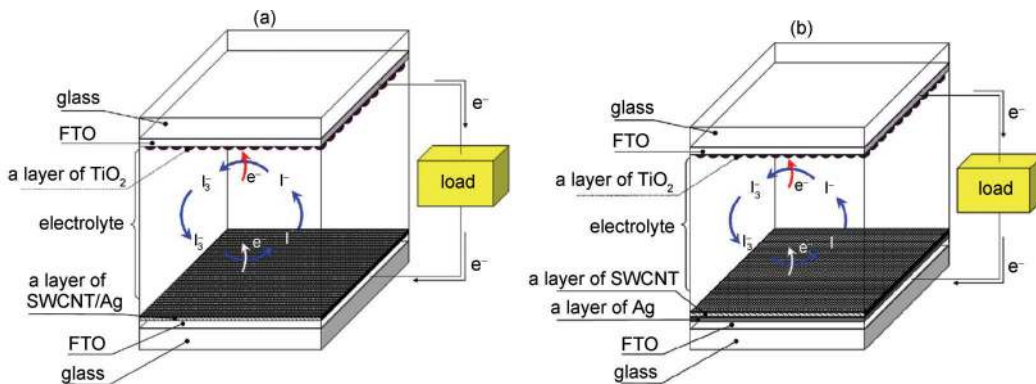 (a)
glass
FTO
a layer of TiO₂
electrolyte
a layer of
SWCNT/Ag
FTO
glass
I₃⁻
e⁻
I⁻
I₃⁻
e
I
e⁻
load
e⁻
(b)
glass
FTO
a layer of TiO₂
electrolyte
a layer of SWCNT
a layer of Ag
FTO
glass
I₃⁻
e⁻
I⁻
I₃⁻
e
I
e⁻
load
e⁻